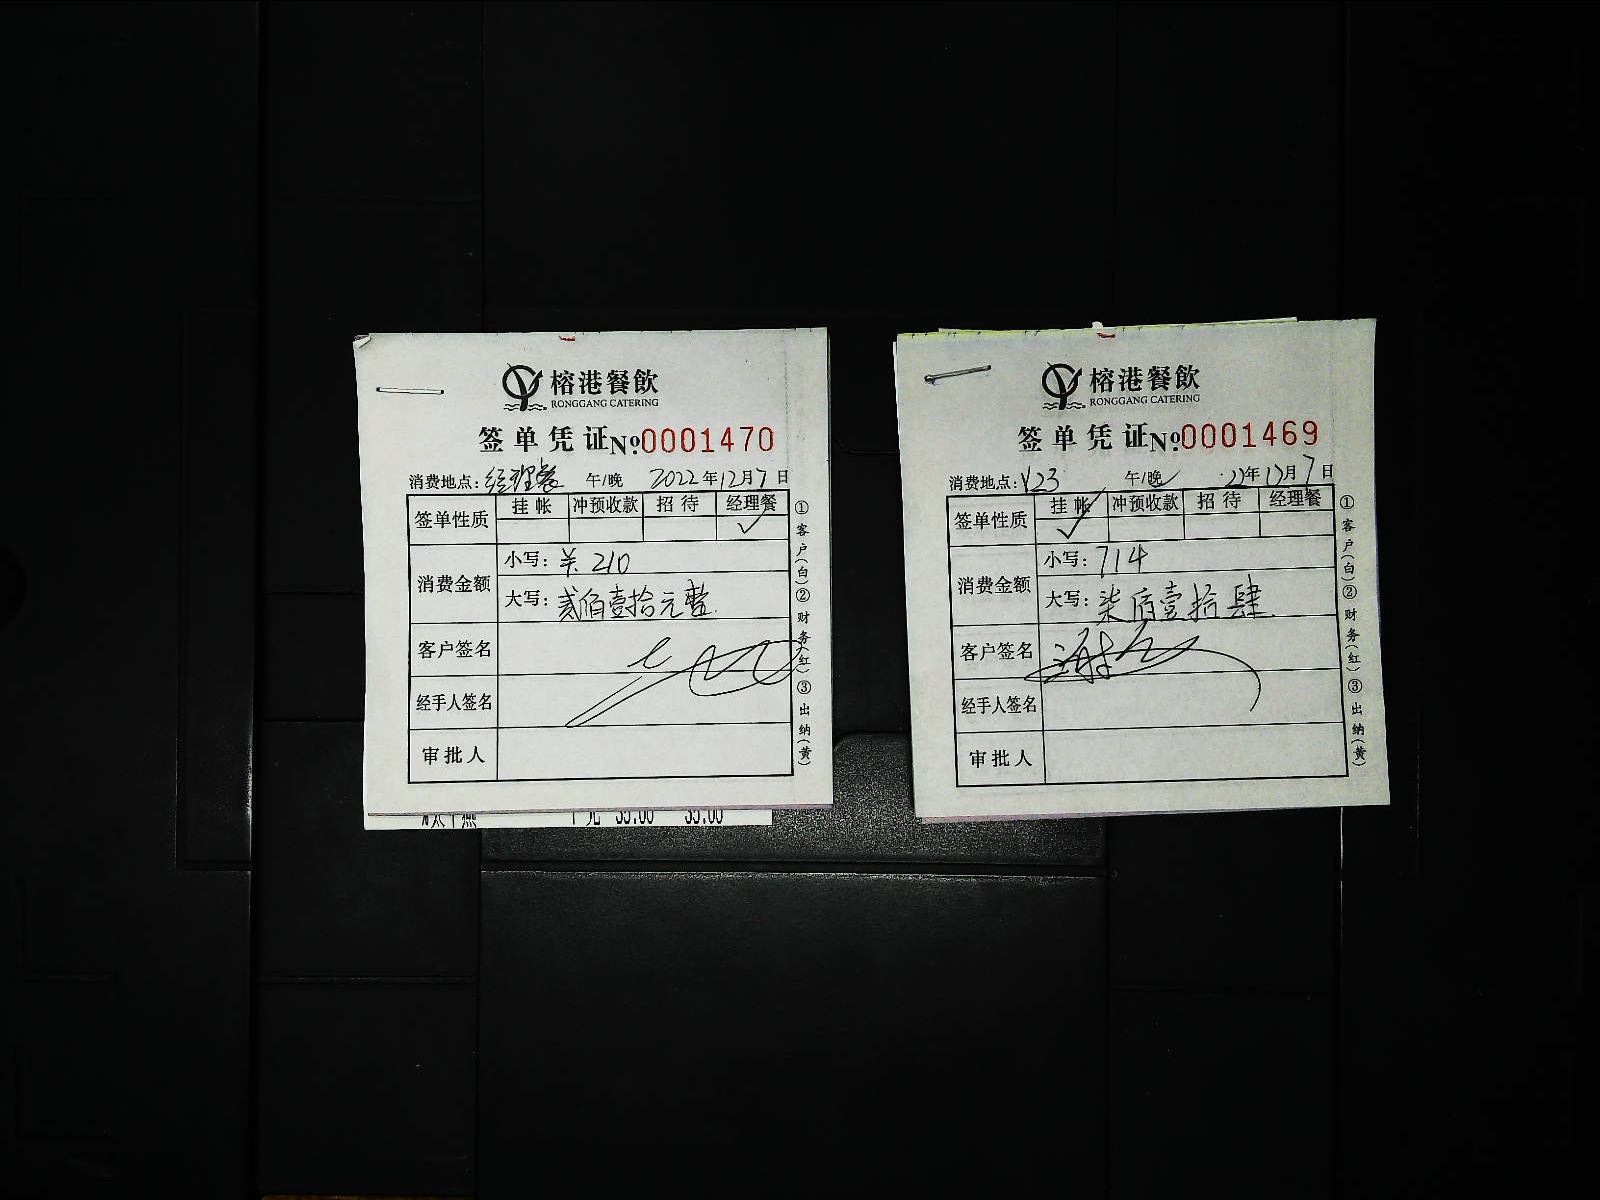 榕港餐飲
RONGGANG CATERING
签单凭证№0001470
消费地点：经理餐 午/晚 2022年12月7日
签单性质 挂帐 冲预收款 招待 经理餐
✓
消费金额 小写：¥210
大写：贰佰壹拾元整
客户签名
经手人签名
审批人
①客户(白)②财务(红)③出纳(黄)
35.00 35.00
榕港餐飲
RONGGANG CATERING
签单凭证№0001469
消费地点：V23 午/晚 22年12月7日
签单性质 挂帐 冲预收款 招待 经理餐
✓
消费金额 小写：714
大写：柒佰壹拾肆
客户签名
经手人签名
审批人
①客户(白)②财务(红)③出纳(黄)